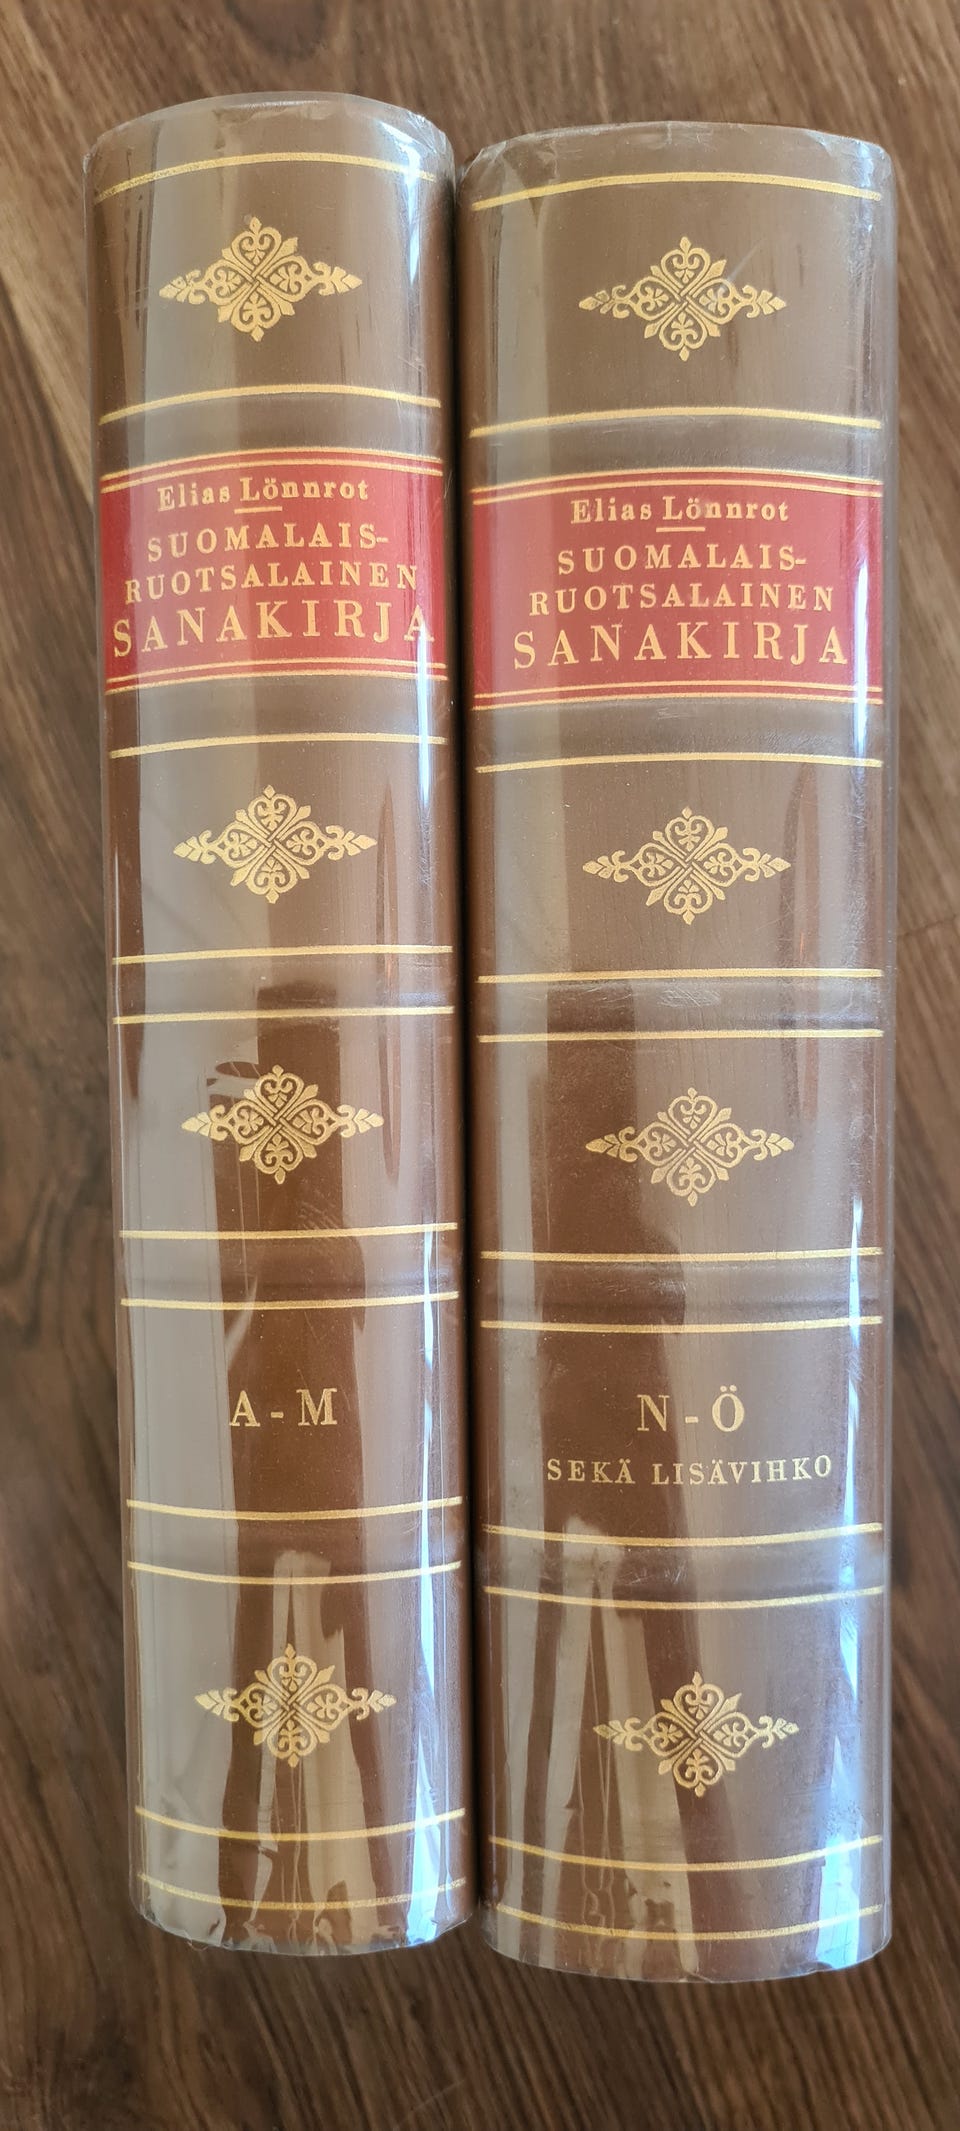 Elias Lönnrot
SUOMALAIS-
RUOTSALAINEN
SANAKIRJA
A-M
Elias Lönnrot
SUOMALAIS-
RUOTSALAINEN
SANAKIRJA
N-Ö
SEKÄ LISÄVIHKO